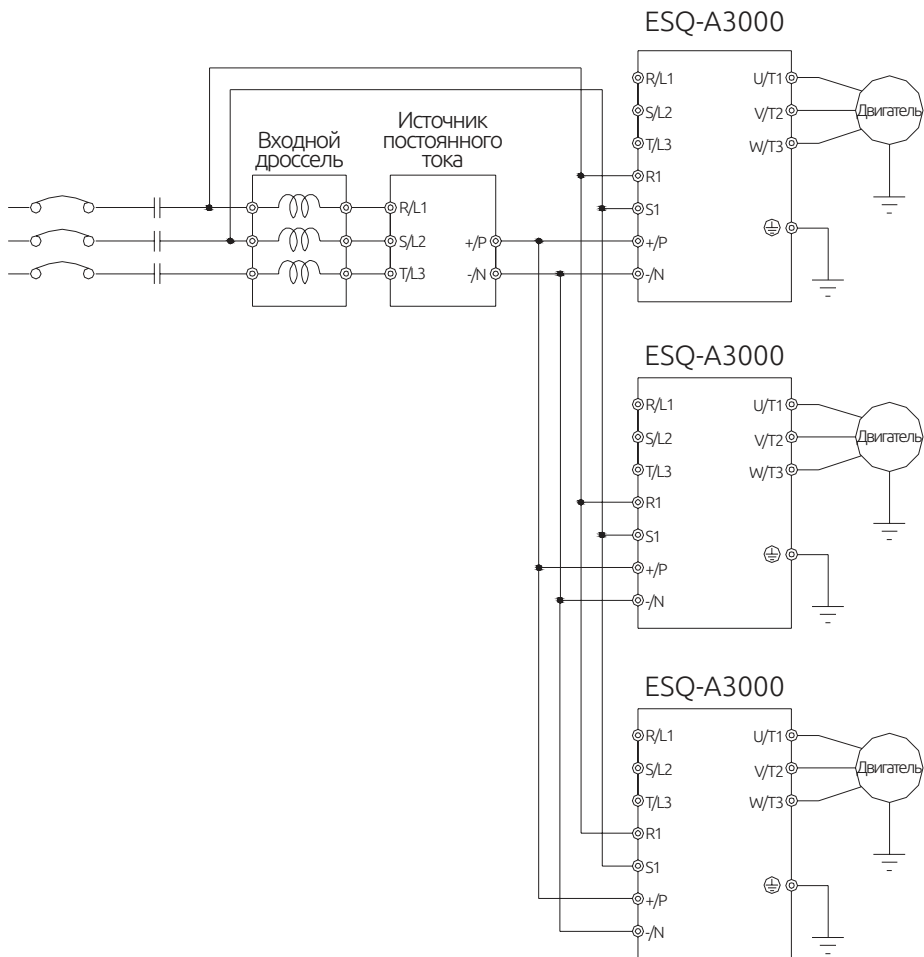 ESQ-A3000
R/L1
U/T1
Двигатель
S/L2
V/T2
T/L3
W/T3
R1
S1
+/P
-/N
Входной
дроссель
Источник
постоянного
тока
R/L1
S/L2
+/P
T/L3
-/N
ESQ-A3000
R/L1
U/T1
Двигатель
S/L2
V/T2
T/L3
W/T3
R1
S1
+/P
-/N
ESQ-A3000
R/L1
U/T1
Двигатель
S/L2
V/T2
T/L3
W/T3
R1
S1
+/P
-/N